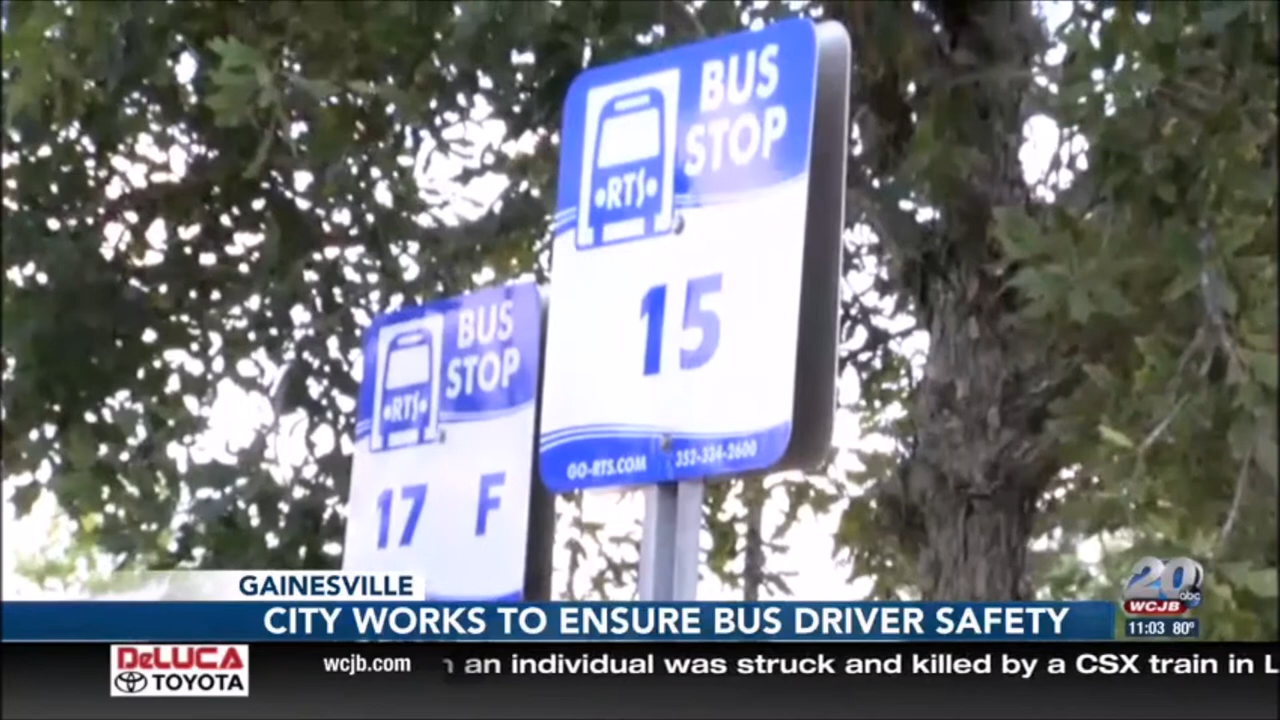 BUS
STOP
RTS
15
GO-RTS.COM 352-334-2600
BUS
STOP
RTS
17 F
GAINESVILLE
CITY WORKS TO ENSURE BUS DRIVER SAFETY
20
abc
WCJB
11:03 80°
DELUCA
TOYOTA
wcjb.com
an individual was struck and killed by a CSX train in L